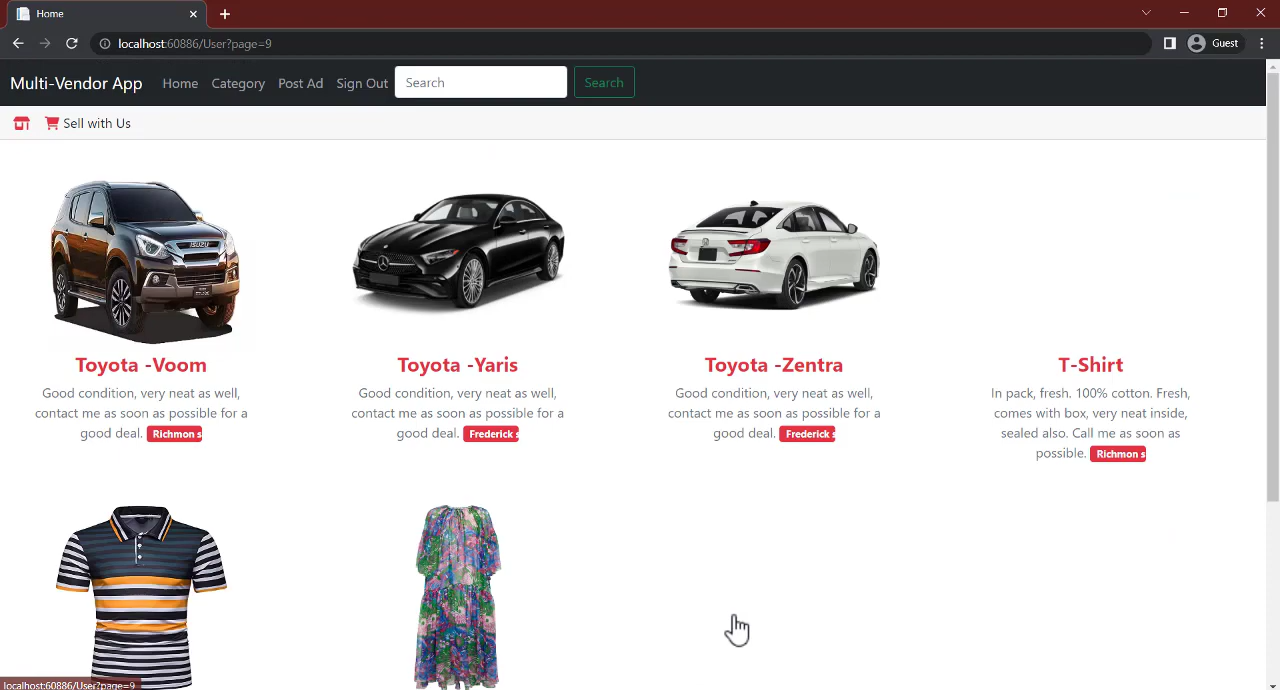 Home
localhost:60886/User?page=9
Guest
Multi-Vendor App Home Category Post Ad Sign Out Search Search
Sell with Us
ISUZU
Toyota -Voom
Good condition, very neat as well,
contact me as soon as possible for a
good deal. Richmon s
Toyota -Yaris
Good condition, very neat as well,
contact me as soon as possible for a
good deal. Frederick s
Toyota -Zentra
Good condition, very neat as well,
contact me as soon as possible for a
good deal. Frederick s
T-Shirt
In pack, fresh. 100% cotton. Fresh,
comes with box, very neat inside,
sealed also. Call me as soon as
possible. Richmon s
localhost:60886/User?page=9